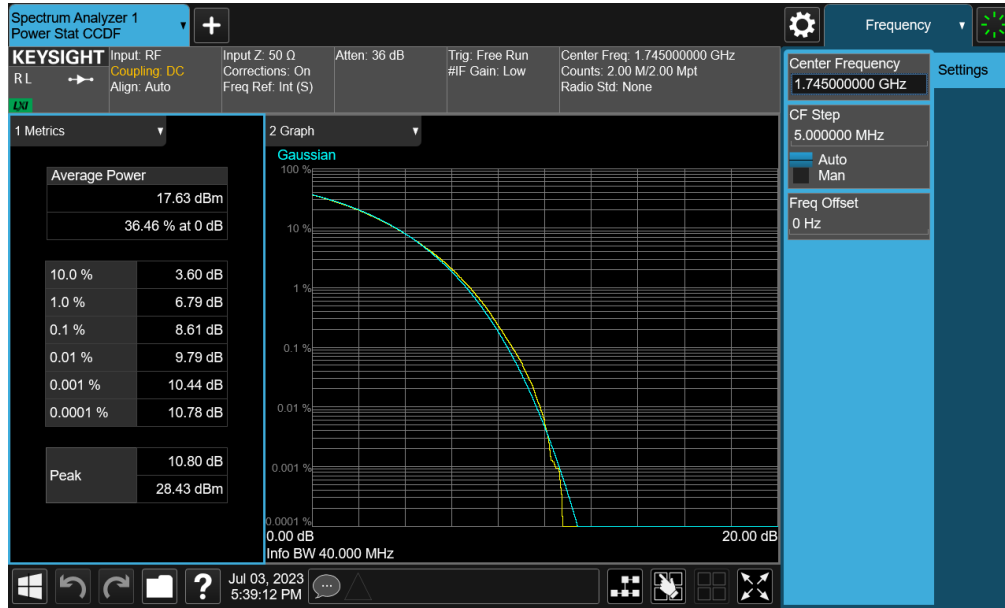 Spectrum Analyzer 1
Power Stat CCDF
Frequency
KEYSIGHT
R L
LXI
Input: RF
Coupling: DC
Align: Auto
Input Z: 50 Ω
Corrections: On
Freq Ref: Int (S)
Atten: 36 dB
Trig: Free Run
#IF Gain: Low
Center Freq: 1.745000000 GHz
Counts: 2.00 M/2.00 Mpt
Radio Std: None
Center Frequency
1.745000000 GHz
Settings
CF Step
5.000000 MHz
Auto
Man
Freq Offset
0 Hz
1 Metrics
Average Power
17.63 dBm
36.46 % at 0 dB
10.0 % 3.60 dB
1.0 % 6.79 dB
0.1 % 8.61 dB
0.01 % 9.79 dB
0.001 % 10.44 dB
0.0001 % 10.78 dB
Peak
10.80 dB
28.43 dBm
2 Graph
Gaussian
100 %
10 %
1 %
0.1 %
0.01 %
0.001 %
0.0001 %
0.00 dB 20.00 dB
Info BW 40.000 MHz
?
Jul 03, 2023
5:39:12 PM